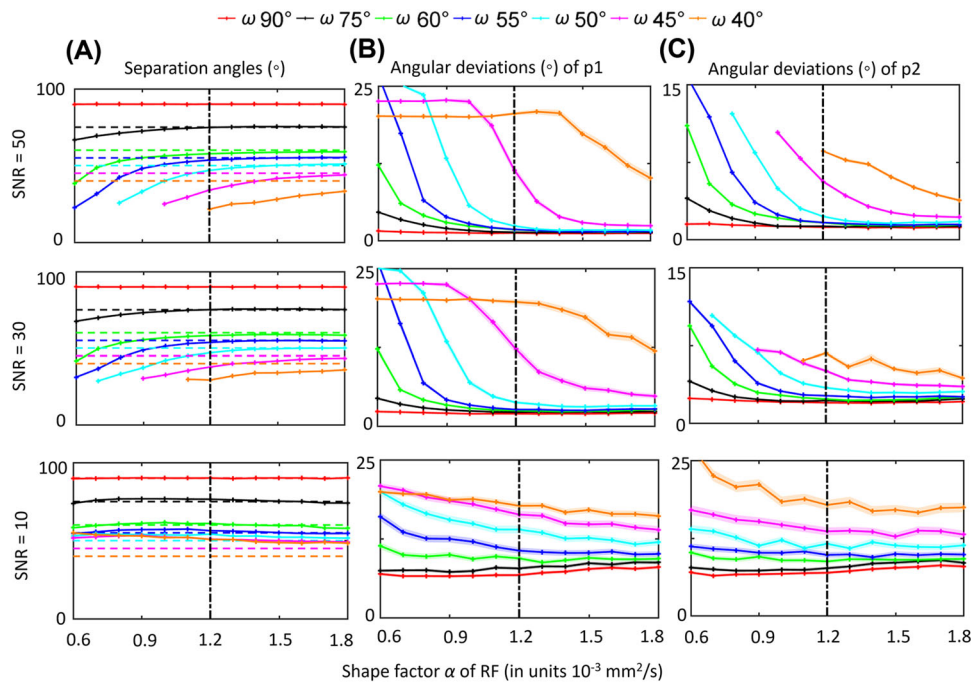 ω 90° ω 75° ω 60° ω 55° ω 50° ω 45° ω 40°
(A) (B) (C)
Separation angles (°) Angular deviations (°) of p1 Angular deviations (°) of p2
SNR = 50
100
0
25
0
15
0
SNR = 30
100
0
25
0
15
0
SNR = 10
100
0
25
0
25
0
0.6 0.9 1.2 1.5 1.8 0.6 0.9 1.2 1.5 1.8 0.6 0.9 1.2 1.5 1.8
Shape factor α of RF (in units 10⁻³ mm²/s)